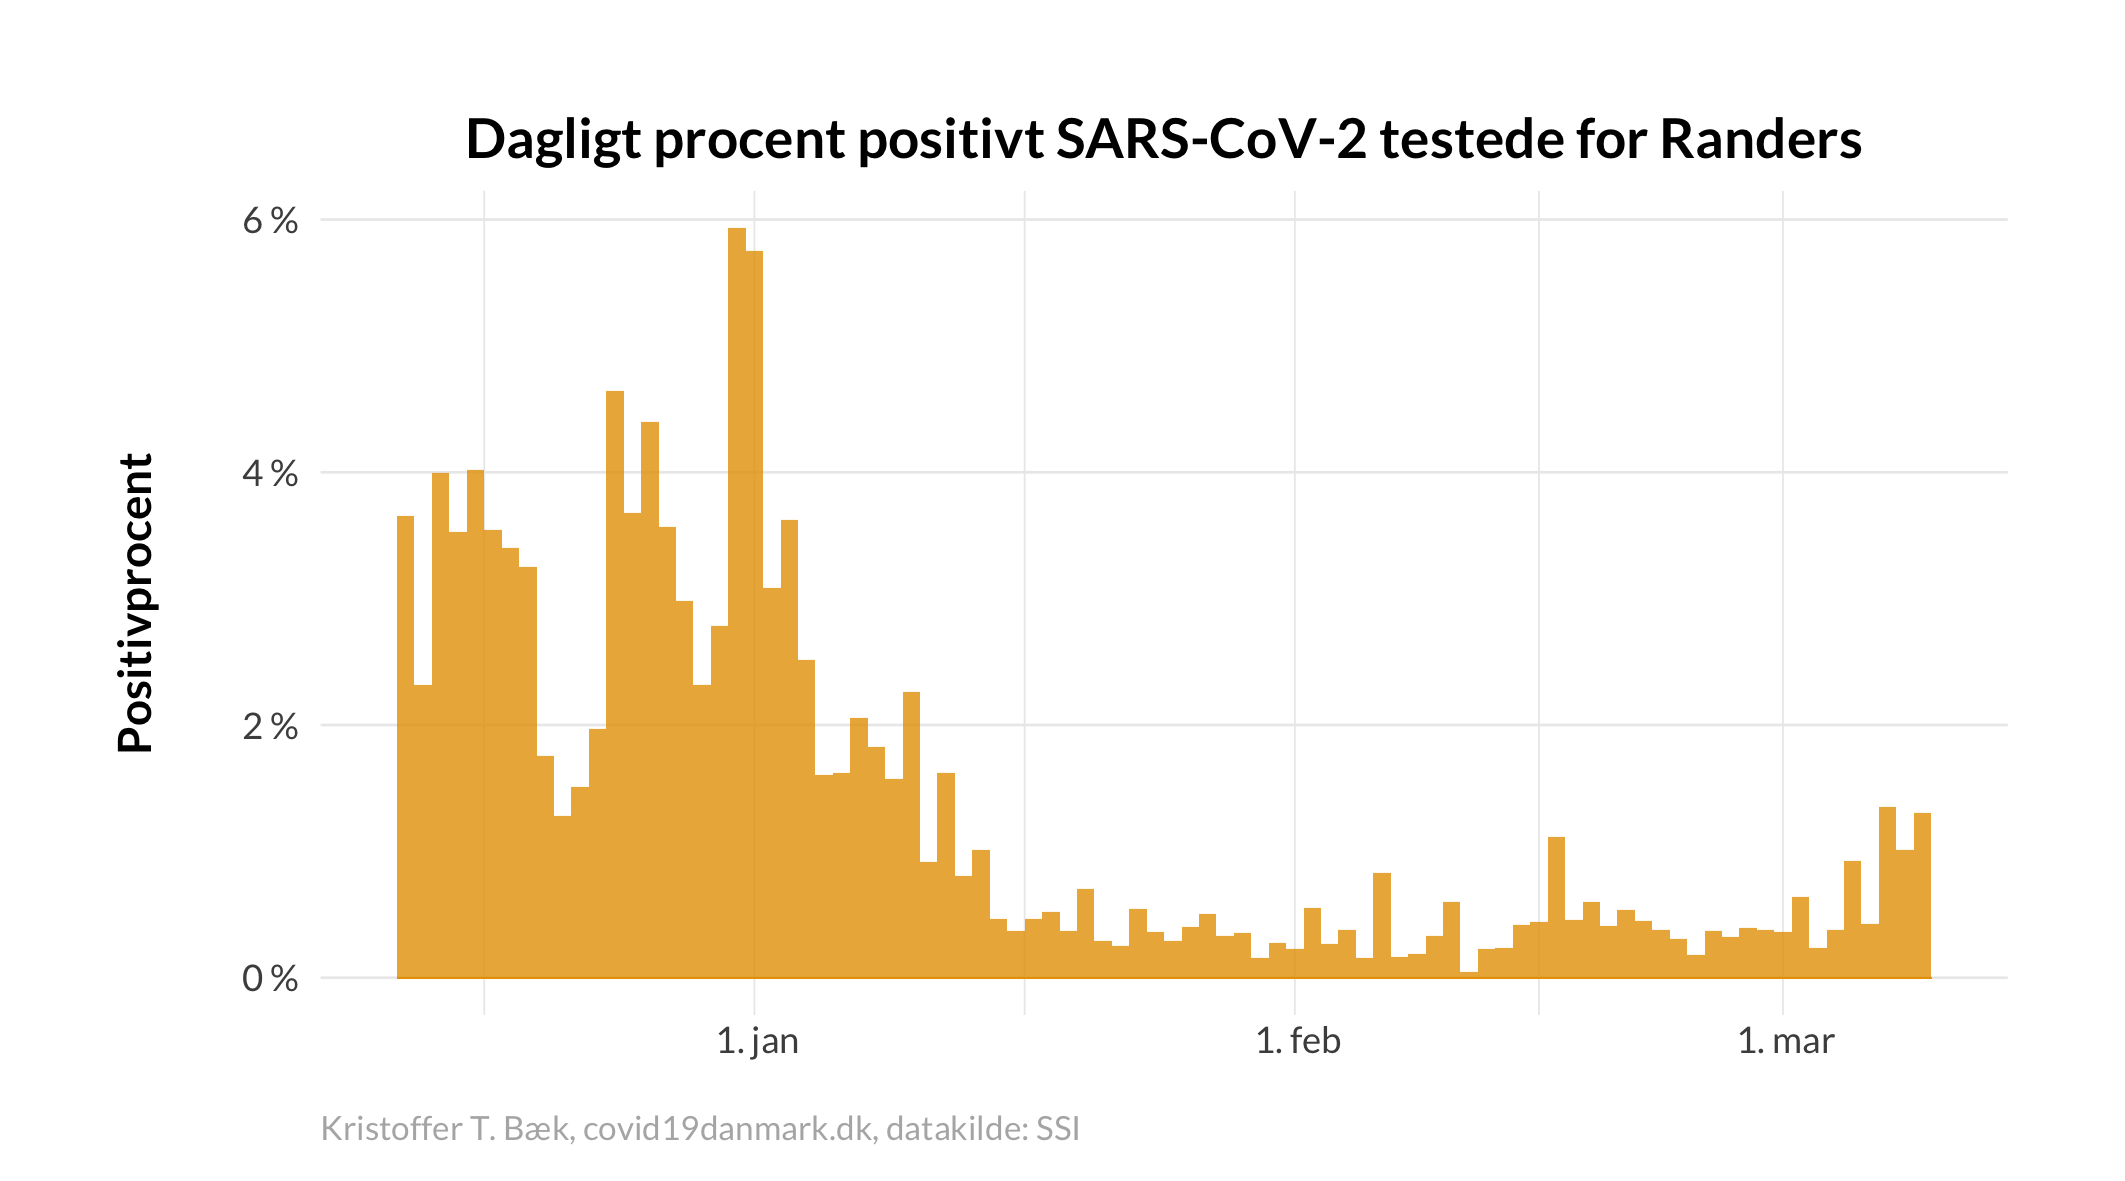 Dagligt procent positivt SARS-CoV-2 testede for Randers
6 %
4 %
2 %
0 %
Positivprocent
1. jan
1. feb
1. mar
Kristoffer T. Bæk, covid19danmark.dk, datakilde: SSI